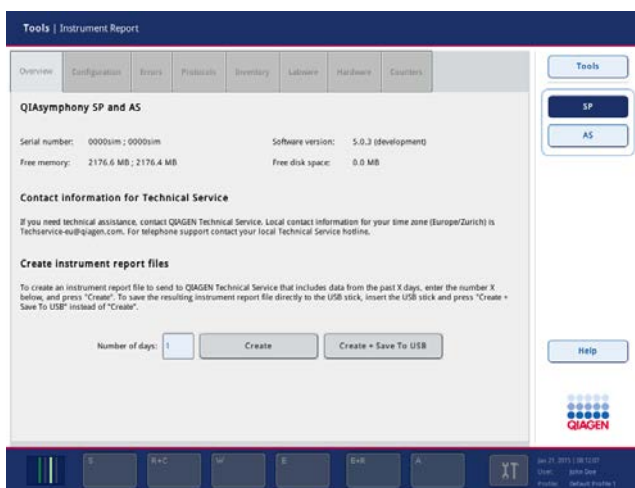 Tools | Instrument Report
Tools
Overview Configuration Errors Protocols Inventory Labware Hardware Counters
SP
AS
QIAsymphony SP and AS
Serial number: 0000sim ; 0000sim Software version: 5.0.3 (development)
Free memory: 2176.6 MB ; 2176.4 MB Free disk space: 0.0 MB
Contact information for Technical Service
If you need technical assistance, contact QIAGEN Technical Service. Local contact information for your time zone (Europe/Zurich) is
Techservice-eu@qiagen.com. For telephone support contact your local Technical Service hotline.
Create instrument report files
To create an instrument report file to send to QIAGEN Technical Service that includes data from the past X days, enter the number X
below, and press "Create". To save the resulting instrument report file directly to the USB stick, insert the USB stick and press "Create +
Save To USB" instead of "Create".
Number of days: 1 Create Create + Save To USB
Help
QIAGEN
S R+C W E E+R A
Jan 21, 2015 | 08:12:07
User: John Doe
Profile: Default Profile 1